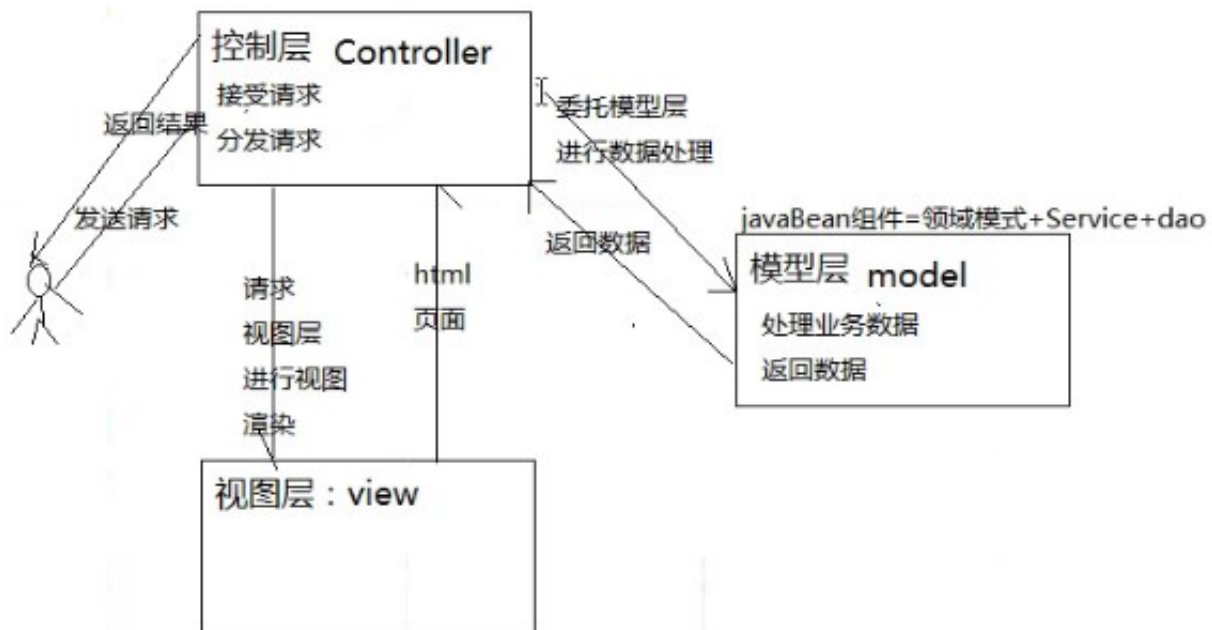 控制层 Controller
接受请求
分发请求
返回结果
发送请求
委托模型层
进行数据处理
返回数据
javaBean组件=领域模式+Service+dao
模型层 model
处理业务数据
返回数据
请求
视图层
进行视图
渲染
html
页面
视图层：view